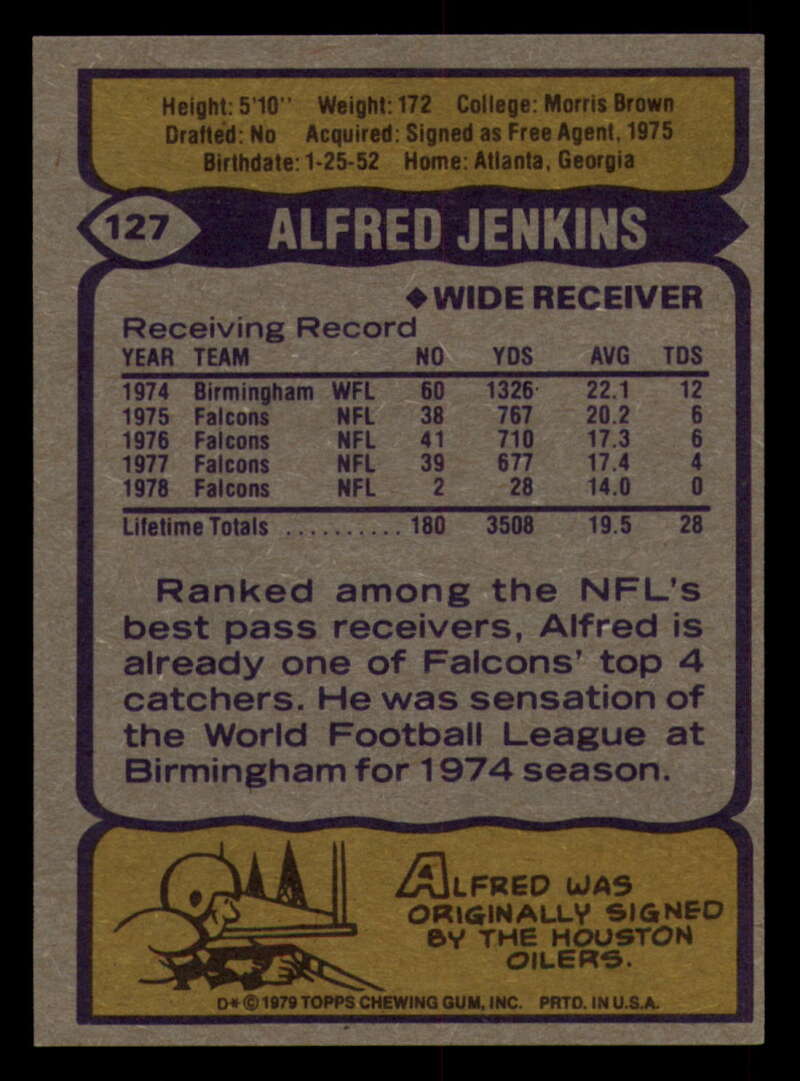 Height: 5'10" Weight: 172 College: Morris Brown
Drafted: No Acquired: Signed as Free Agent, 1975
Birthdate: 1-25-52 Home: Atlanta, Georgia
127 ALFRED JENKINS
◆ WIDE RECEIVER
Receiving Record
YEAR TEAM NO YDS AVG TDS
1974 Birmingham WFL 60 1326 22.1 12
1975 Falcons NFL 38 767 20.2 6
1976 Falcons NFL 41 710 17.3 6
1977 Falcons NFL 39 677 17.4 4
1978 Falcons NFL 2 28 14.0 0
Lifetime Totals .......... 180 3508 19.5 28
Ranked among the NFL's
best pass receivers, Alfred is
already one of Falcons' top 4
catchers. He was sensation of
the World Football League at
Birmingham for 1974 season.
ALFRED WAS
ORIGINALLY SIGNED
BY THE HOUSTON
OILERS.
D*©1979 TOPPS CHEWING GUM, INC. PRTD. IN U.S.A.